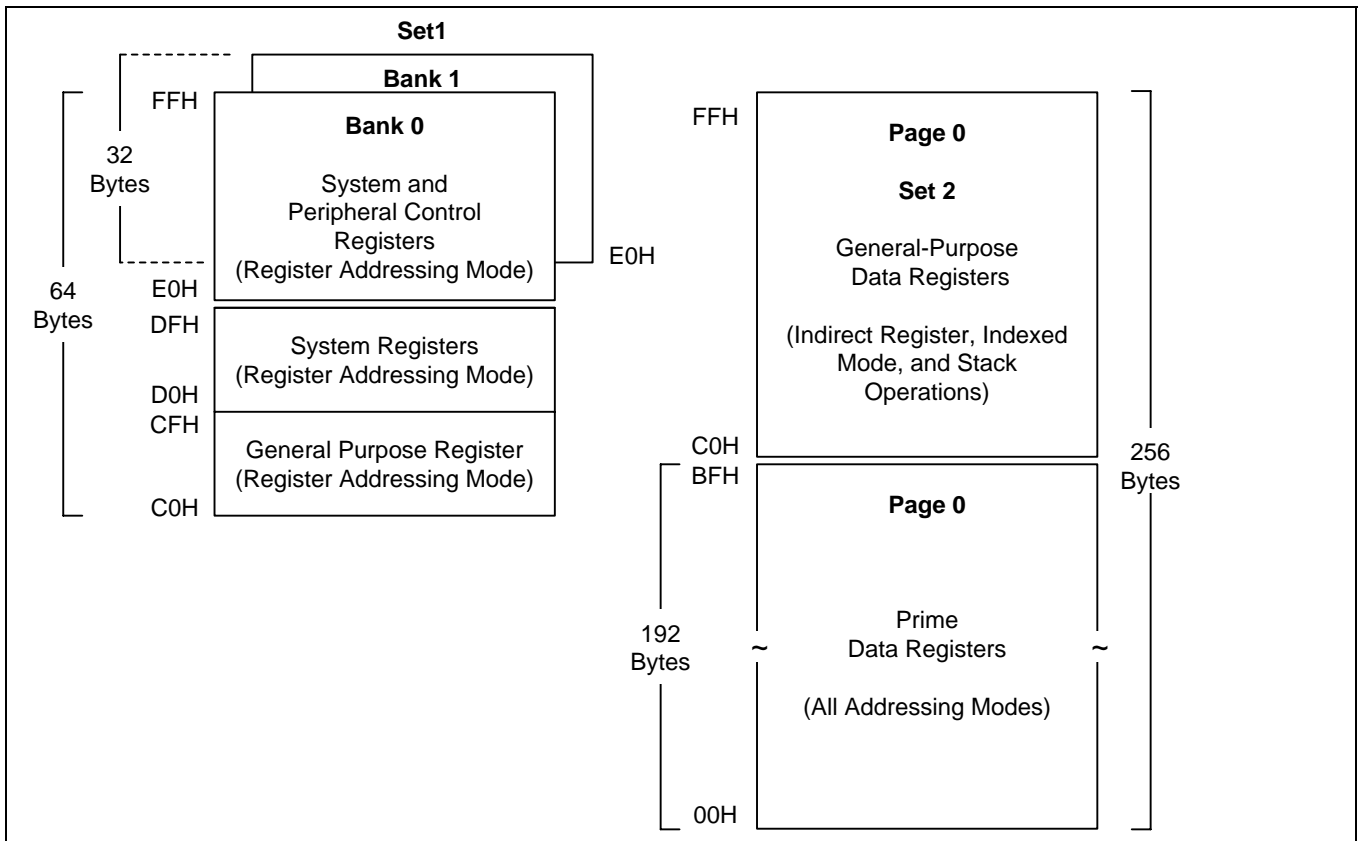 Set1
Bank 1
FFH
Bank 0
32
Bytes
System and
Peripheral Control
Registers
(Register Addressing Mode)
E0H
E0H
64
Bytes
DFH
System Registers
(Register Addressing Mode)
D0H
CFH
General Purpose Register
(Register Addressing Mode)
C0H
FFH
Page 0
Set 2
General-Purpose
Data Registers
(Indirect Register, Indexed
Mode, and Stack
Operations)
C0H
256
Bytes
BFH
Page 0
192
Bytes
~
Prime
Data Registers
~
(All Addressing Modes)
00H